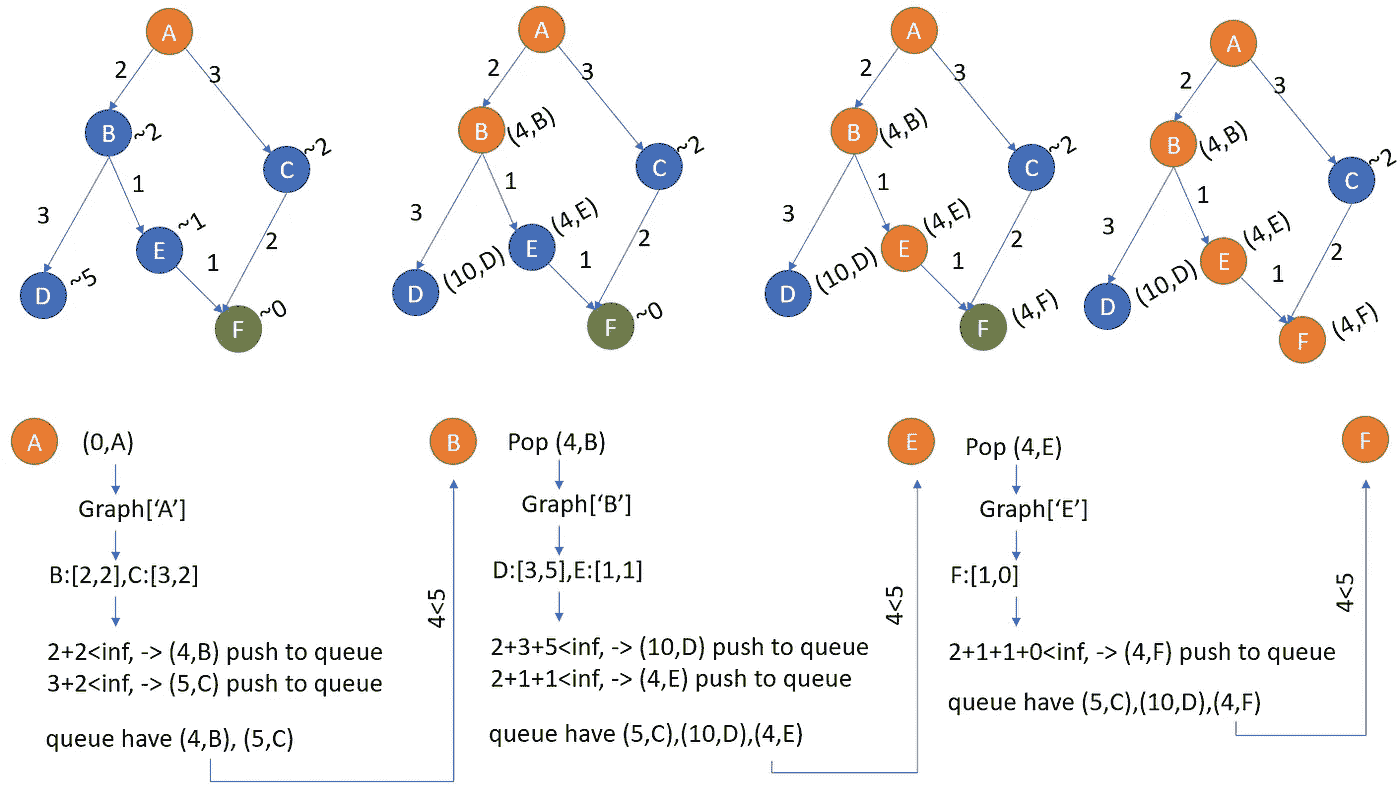 A
2
3
B
~2
C
~2
1
3
E
~1
2
1
D
~5
F
~0
A
2
3
B
(4,B)
C
~2
1
3
E
(4,E)
2
1
D
(10,D)
F
~0
A
2
3
B
(4,B)
C
~2
1
3
E
(4,E)
2
1
D
(10,D)
F
(4,F)
A
2
3
B
(4,B)
C
~2
1
3
E
(4,E)
2
1
D
(10,D)
F
(4,F)
A
(0,A)
Graph[‘A’]
B:[2,2],C:[3,2]
2+2<inf, -> (4,B) push to queue
3+2<inf, -> (5,C) push to queue
queue have (4,B), (5,C)
4<5
B
Pop (4,B)
Graph[‘B’]
D:[3,5],E:[1,1]
2+3+5<inf, -> (10,D) push to queue
2+1+1<inf, -> (4,E) push to queue
queue have (5,C),(10,D),(4,E)
4<5
E
Pop (4,E)
Graph[‘E’]
F:[1,0]
2+1+1+0<inf, -> (4,F) push to queue
queue have (5,C),(10,D),(4,F)
4<5
F